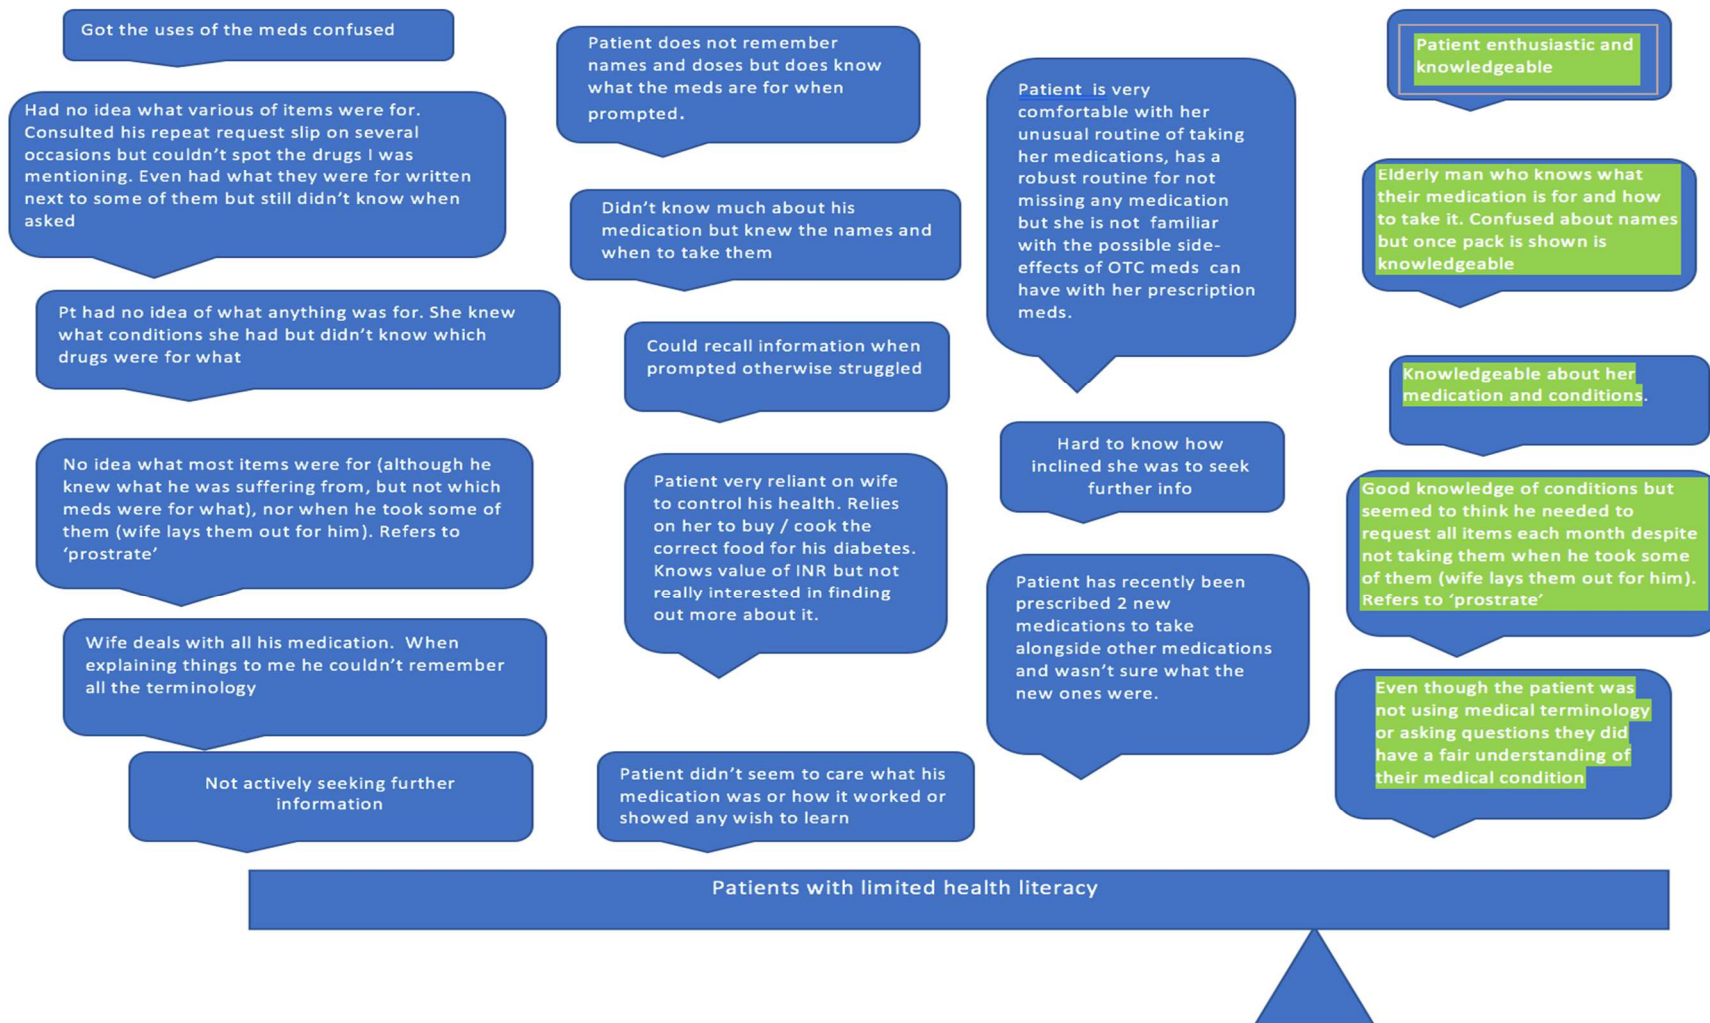 Got the uses of the meds confused
Had no idea what various of items were for.
Consulted his repeat request slip on several
occasions but couldn’t spot the drugs I was
mentioning. Even had what they were for written
next to some of them but still didn’t know when
asked
Pt had no idea of what anything was for. She knew
what conditions she had but didn’t know which
drugs were for what
No idea what most items were for (although he
knew what he was suffering from, but not which
meds were for what), nor when he took some of
them (wife lays them out for him). Refers to
‘prostrate’
Wife deals with all his medication.  When
explaining things to me he couldn’t remember
all the terminology
Not actively seeking further
information
Patient does not remember
names and doses but does know
what the meds are for when
prompted.
Didn’t know much about his
medication but knew the names and
when to take them
Could recall information when
prompted otherwise struggled
Patient very reliant on wife
to control his health. Relies
on her to buy / cook the
correct food for his diabetes.
Knows value of INR but not
really interested in finding
out more about it.
Patient didn’t seem to care what his
medication was or how it worked or
showed any wish to learn
Patient  is very
comfortable with her
unusual routine of taking
her medications, has a
robust routine for not
missing any medication
but she is not  familiar
with the possible side-
effects of OTC meds  can
have with her prescription
meds.
Hard to know how
inclined she was to seek
further info
Patient has recently been
prescribed 2 new
medications to take
alongside other medications
and wasn’t sure what the
new ones were.
Patient enthusiastic and
knowledgeable
Elderly man who knows what
their medication is for and how
to take it. Confused about names
but once pack is shown is
knowledgeable
Knowledgeable about her
medication and conditions.
Good knowledge of conditions but
seemed to think he needed to
request all items each month despite
not taking them when he took some
of them (wife lays them out for him).
Refers to ‘prostrate’
Even though the patient was
not using medical terminology
or asking questions they did
have a fair understanding of
their medical condition
Patients with limited health literacy